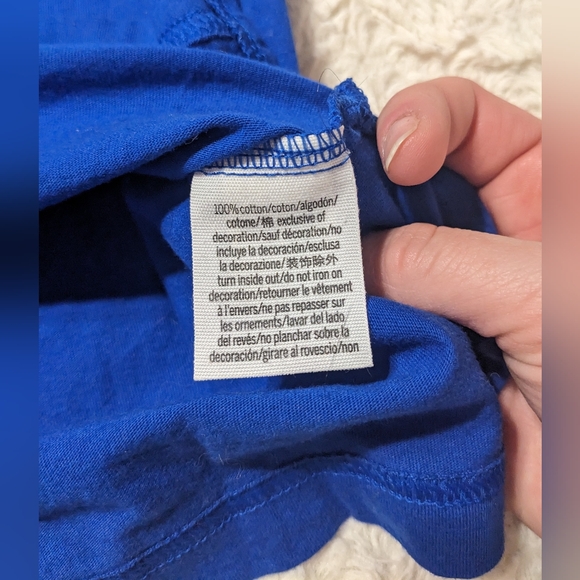 100% cotton/coton/algodón/
cotone/棉 exclusive of
decoration/sauf décoration/no
incluye la decoración/esclusa
la decorazione/装饰除外
turn inside out/do not iron on
decoration/retourner le vêtement
à l'envers/ne pas repasser sur
les ornements/lavar del lado
del revés/no planchar sobre la
decoración/girare al rovescio/non